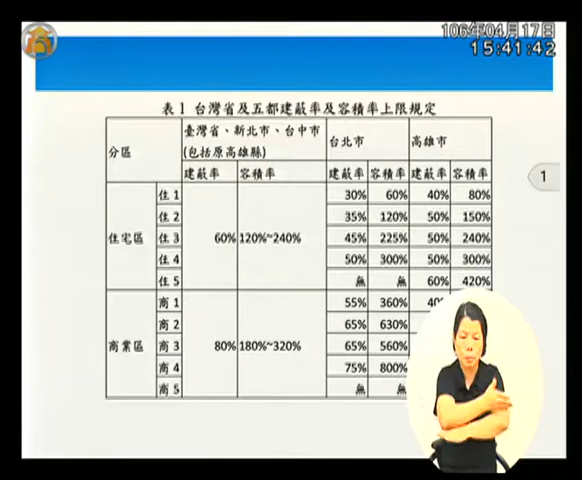 106年04月17日
15:41:42
表1 台灣省及五都建蔽率及容積率上限規定
分區 臺灣省、新北市、台中市(包括原高雄縣) 台北市 高雄市
建蔽率 容積率 建蔽率 容積率 建蔽率 容積率
住宅區 60% 120%~240%
住1 30% 60% 40% 80%
住2 35% 120% 50% 150%
住3 45% 225% 50% 240%
住4 50% 300% 50% 300%
住5 無 無 60% 420%
商業區 80% 180%~320%
商1 55% 360%
商2 65% 630%
商3 65% 560%
商4 75% 800%
商5 無 無
1